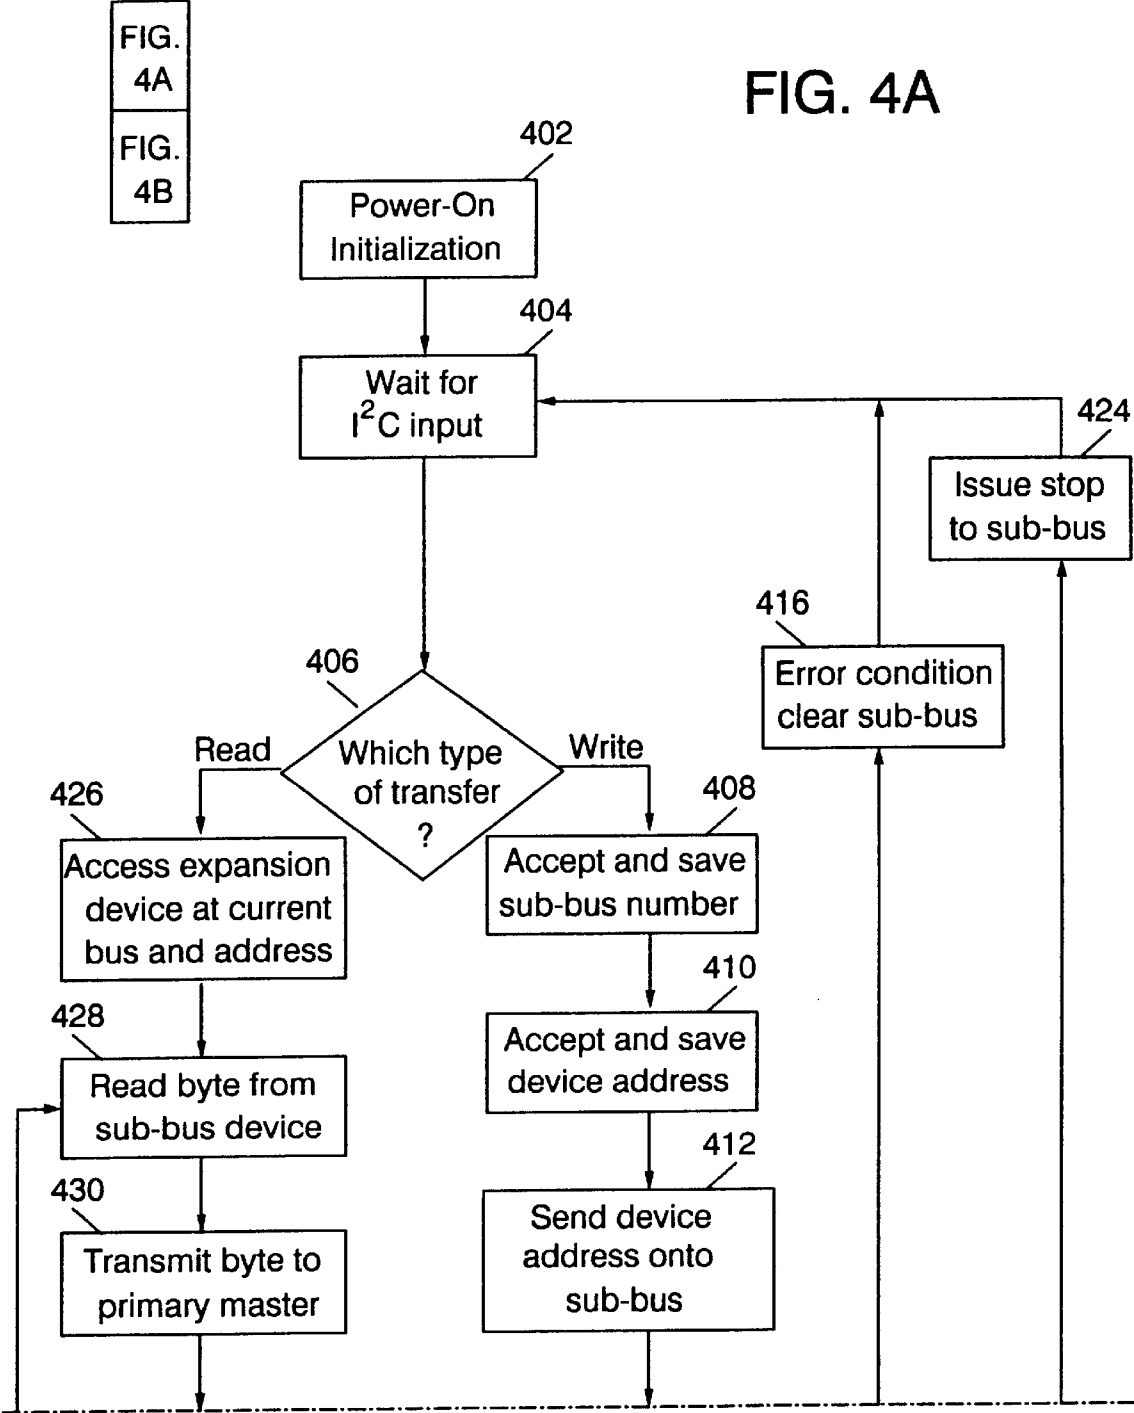 FIG.
4A
FIG.
4B
FIG. 4A
402
Power-On
Initialization
404
Wait for
I²C input
424
Issue stop
to sub-bus
416
Error condition
clear sub-bus
406
Which type
of transfer
?
Read
Write
426
Access expansion
device at current
bus and address
408
Accept and save
sub-bus number
410
Accept and save
device address
428
Read byte from
sub-bus device
412
Send device
address onto
sub-bus
430
Transmit byte to
primary master